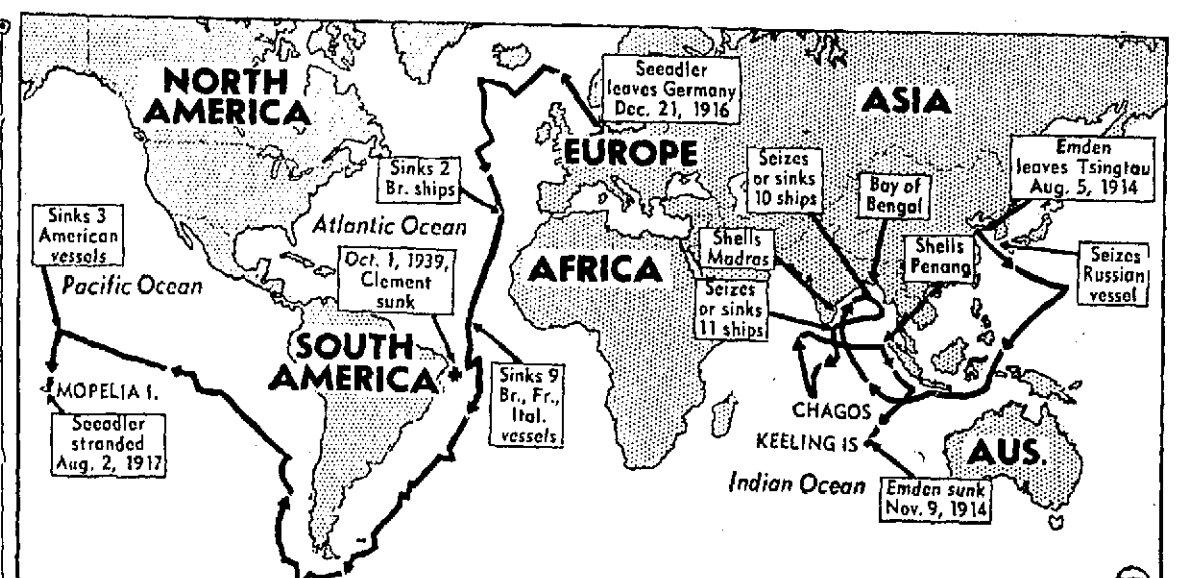 NORTH
AMERICA
Seeadler
leaves Germany
Dec. 21, 1916
ASIA
EUROPE
Emden
leaves Tsingtau
Aug. 5, 1914
Sinks 2
Br. ships
Seizes
or sinks
10 ships
Bay of
Bengal
Sinks 3
American
vessels
Atlantic Ocean
Shells
Madras
Shells
Penang
Seizes
Russian
vessel
Pacific Ocean
Oct. 1, 1939,
Clement
sunk
AFRICA
Seizes
or sinks
11 ships
SOUTH
AMERICA
Sinks 9
Br., Fr.,
Ital.
vessels
MOPELIA I.
Seeadler
stranded
Aug. 2, 1917
CHAGOS
KEELING IS
AUS.
Indian Ocean
Emden sunk
Nov. 9, 1914